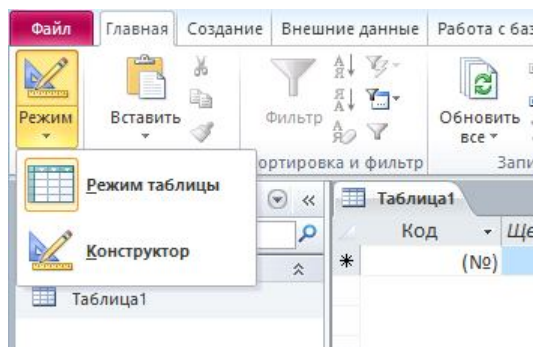 Файл Главная Создание Внешние данные Работа с баз
Режим Вставить Фильтр Обновить все
ортировка и фильтр Запи
Режим таблицы
Конструктор
Таблица1
Таблица1
Код Ще
(№)